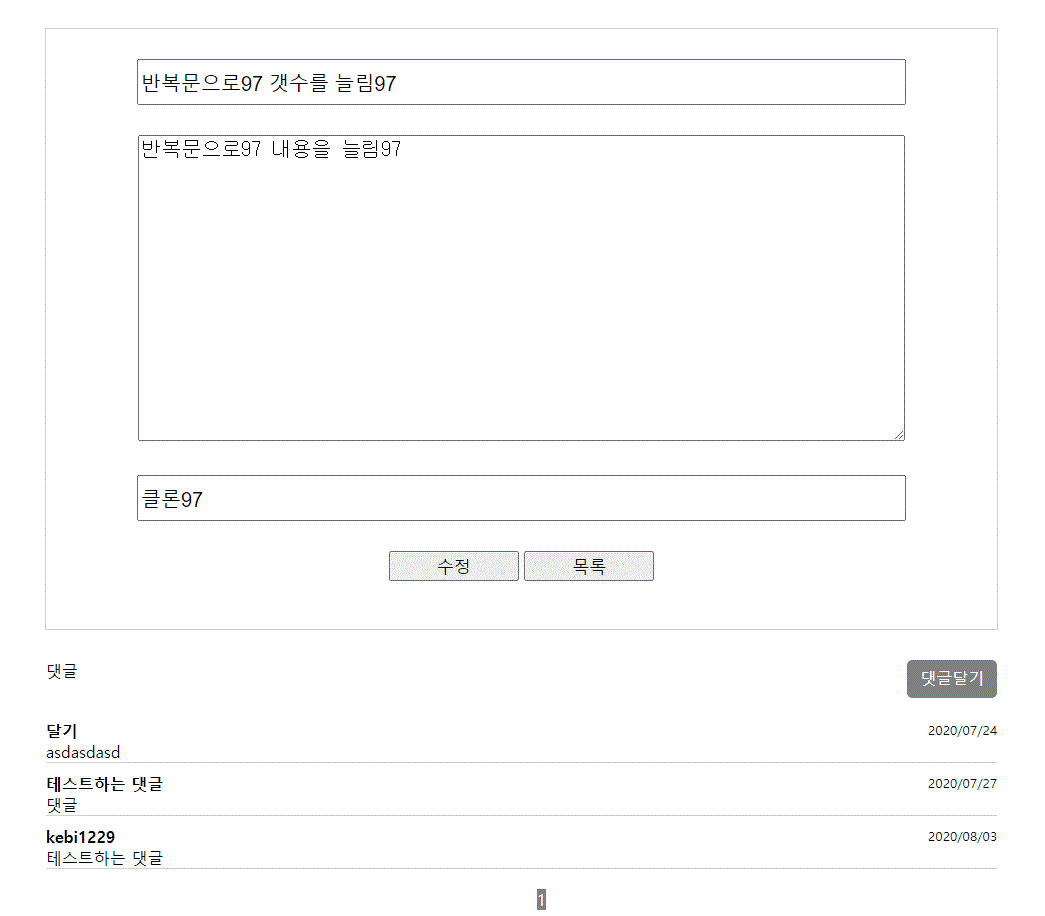 반복문으로97 갯수를 늘림97
반복문으로97 내용을 늘림97
클론97
수정 목록
댓글 댓글달기
달기 2020/07/24
asdasdasd
테스트하는 댓글 2020/07/27
댓글
kebi1229 2020/08/03
테스트하는 댓글
1